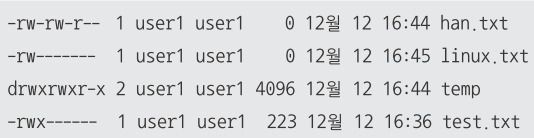 -rw-rw-r-- 1 user1 user1 0 12월 12 16:44 han.txt
-rw------- 1 user1 user1 0 12월 12 16:45 linux.txt
drwxrwxr-x 2 user1 user1 4096 12월 12 16:44 temp
-rwx------ 1 user1 user1 223 12월 12 16:36 test.txt